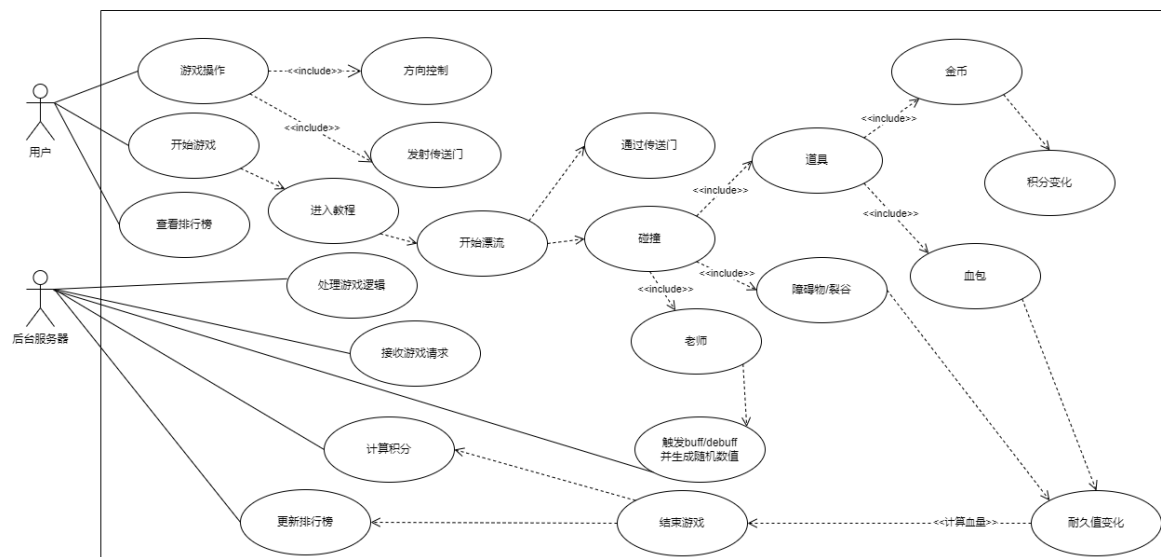 游戏操作
<<include>>
方向控制
金币
用户
<<include>>
开始游戏
发射传送门
通过传送门
<<include>>
道具
积分变化
查看排行榜
进入教程
开始漂流
<<include>>
碰撞
<<include>>
后台服务器
处理游戏逻辑
<<include>>
<<include>>
障碍物/裂谷
血包
接收游戏请求
老师
计算积分
触发buff/debuff
并生成随机数值
更新排行榜
结束游戏
<<计算血量>>
耐久值变化